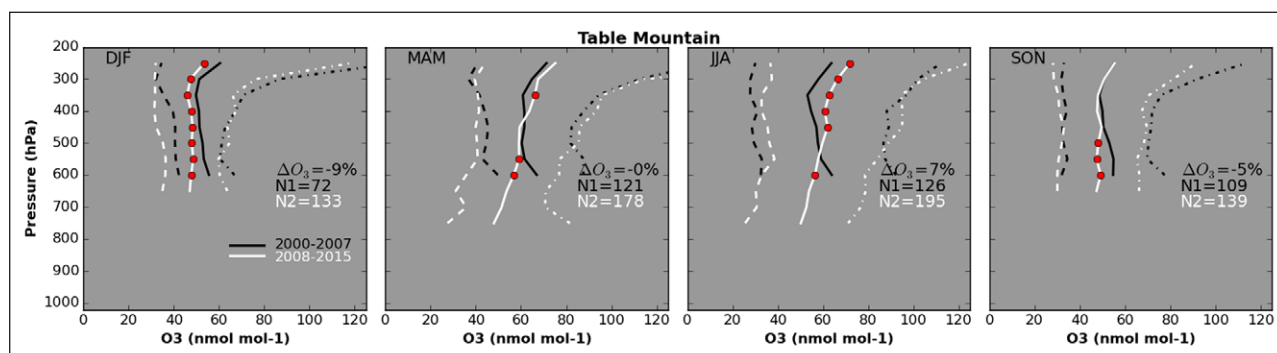 Table Mountain
DJF
MAM
JJA
SON
Pressure (hPa)
200
300
400
500
600
700
800
900
1000
ΔO₃=-9%
N1=72
N2=133
2000-2007
2008-2015
ΔO₃=-0%
N1=121
N2=178
ΔO₃=7%
N1=126
N2=195
ΔO₃=-5%
N1=109
N2=139
0 20 40 60 80 100 120
0 20 40 60 80 100 120
0 20 40 60 80 100 120
0 20 40 60 80 100 120
O3 (nmol mol-1)
O3 (nmol mol-1)
O3 (nmol mol-1)
O3 (nmol mol-1)